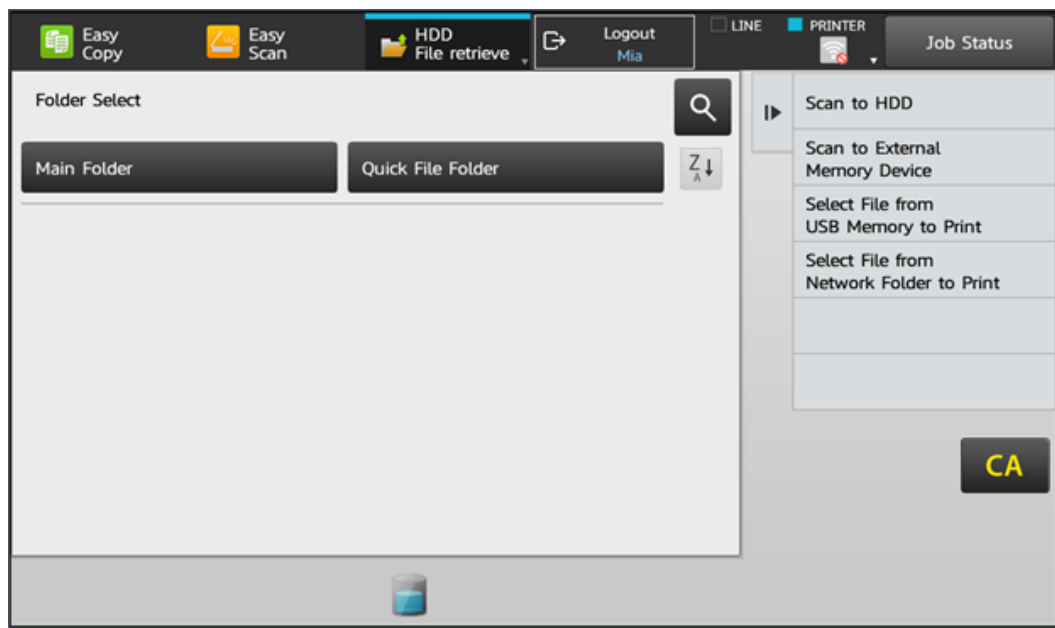 Easy
Copy
Easy
Scan
HDD
File retrieve
Logout
Mia
LINE
PRINTER
Job Status
Folder Select
Main Folder
Quick File Folder
Z
A
Scan to HDD
Scan to External
Memory Device
Select File from
USB Memory to Print
Select File from
Network Folder to Print
CA